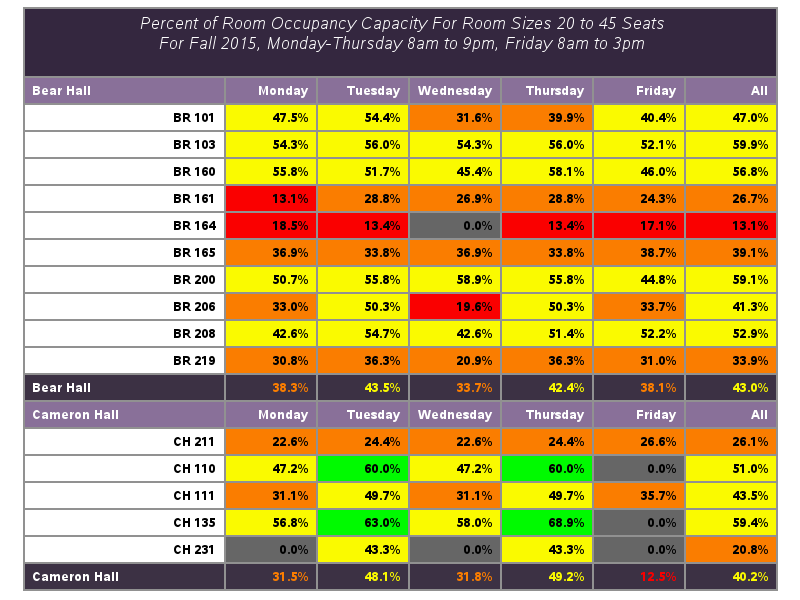 Percent of Room Occupancy Capacity For Room Sizes 20 to 45 Seats
For Fall 2015, Monday-Thursday 8am to 9pm, Friday 8am to 3pm
Bear Hall Monday Tuesday Wednesday Thursday Friday All
BR 101 47.5% 54.4% 31.6% 39.9% 40.4% 47.0%
BR 103 54.3% 56.0% 54.3% 56.0% 52.1% 59.9%
BR 160 55.8% 51.7% 45.4% 58.1% 46.0% 56.8%
BR 161 13.1% 28.8% 26.9% 28.8% 24.3% 26.7%
BR 164 18.5% 13.4% 0.0% 13.4% 17.1% 13.1%
BR 165 36.9% 33.8% 36.9% 33.8% 38.7% 39.1%
BR 200 50.7% 55.8% 58.9% 55.8% 44.8% 59.1%
BR 206 33.0% 50.3% 19.6% 50.3% 33.7% 41.3%
BR 208 42.6% 54.7% 42.6% 51.4% 52.2% 52.9%
BR 219 30.8% 36.3% 20.9% 36.3% 31.0% 33.9%
Bear Hall 38.3% 43.5% 33.7% 42.4% 38.1% 43.0%
Cameron Hall Monday Tuesday Wednesday Thursday Friday All
CH 211 22.6% 24.4% 22.6% 24.4% 26.6% 26.1%
CH 110 47.2% 60.0% 47.2% 60.0% 0.0% 51.0%
CH 111 31.1% 49.7% 31.1% 49.7% 35.7% 43.5%
CH 135 56.8% 63.0% 58.0% 68.9% 0.0% 59.4%
CH 231 0.0% 43.3% 0.0% 43.3% 0.0% 20.8%
Cameron Hall 31.5% 48.1% 31.8% 49.2% 12.5% 40.2%